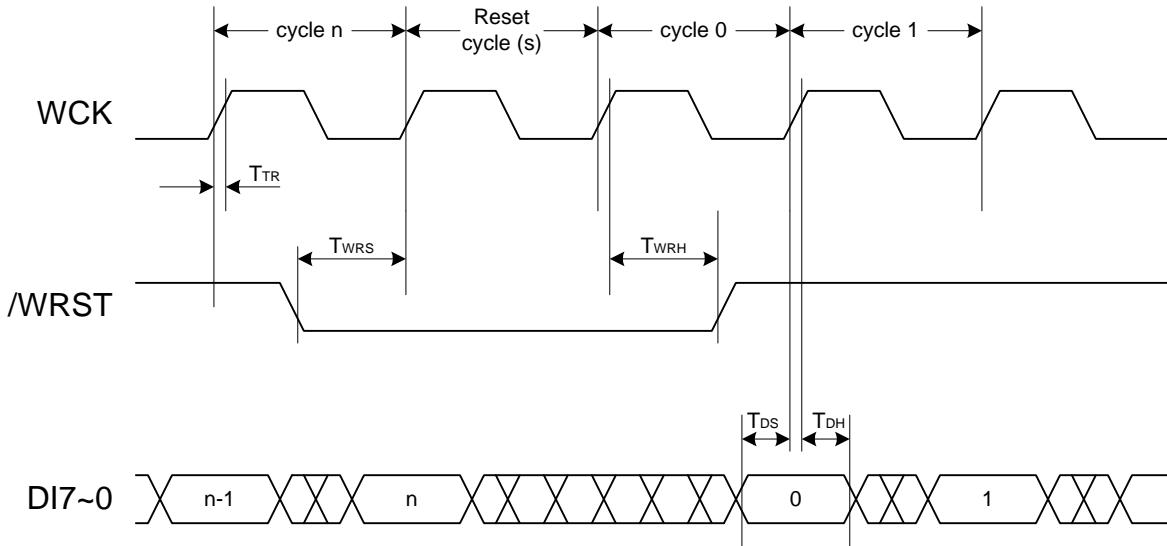 cycle n
Reset
cycle (s)
cycle 0
cycle 1
WCK
TTR
TWRS
TWRH
/WRST
TDS
TDH
DI7~0
n-1
n
0
1